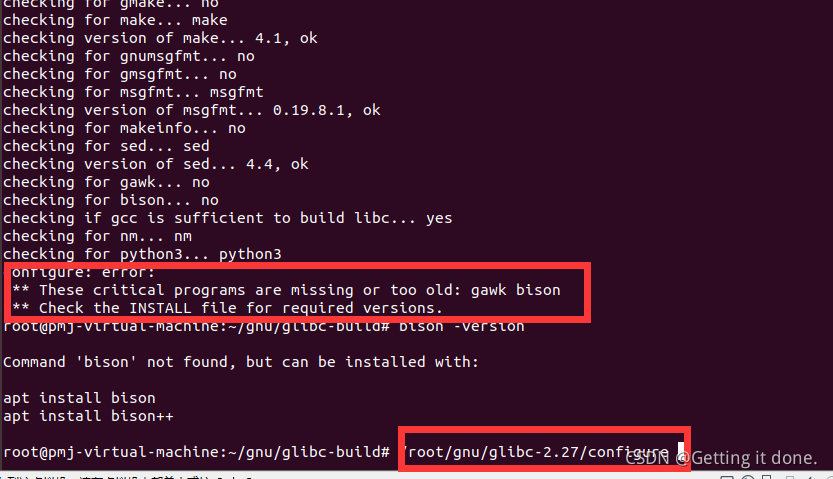 checking for gmake... no
checking for make... make
checking version of make... 4.1, ok
checking for gnumsgfmt... no
checking for gmsgfmt... no
checking for msgfmt... msgfmt
checking version of msgfmt... 0.19.8.1, ok
checking for makeinfo... no
checking for sed... sed
checking version of sed... 4.4, ok
checking for gawk... no
checking for bison... no
checking if gcc is sufficient to build libc... yes
checking for nm... nm
checking for python3... python3
configure: error:
** These critical programs are missing or too old: gawk bison
** Check the INSTALL file for required versions.
root@pmj-virtual-machine:~/gnu/glibc-build# bison -version
Command 'bison' not found, but can be installed with:
apt install bison
apt install bison++
root@pmj-virtual-machine:~/gnu/glibc-build# /root/gnu/glibc-2.27/configure
CSDN @Getting it done.